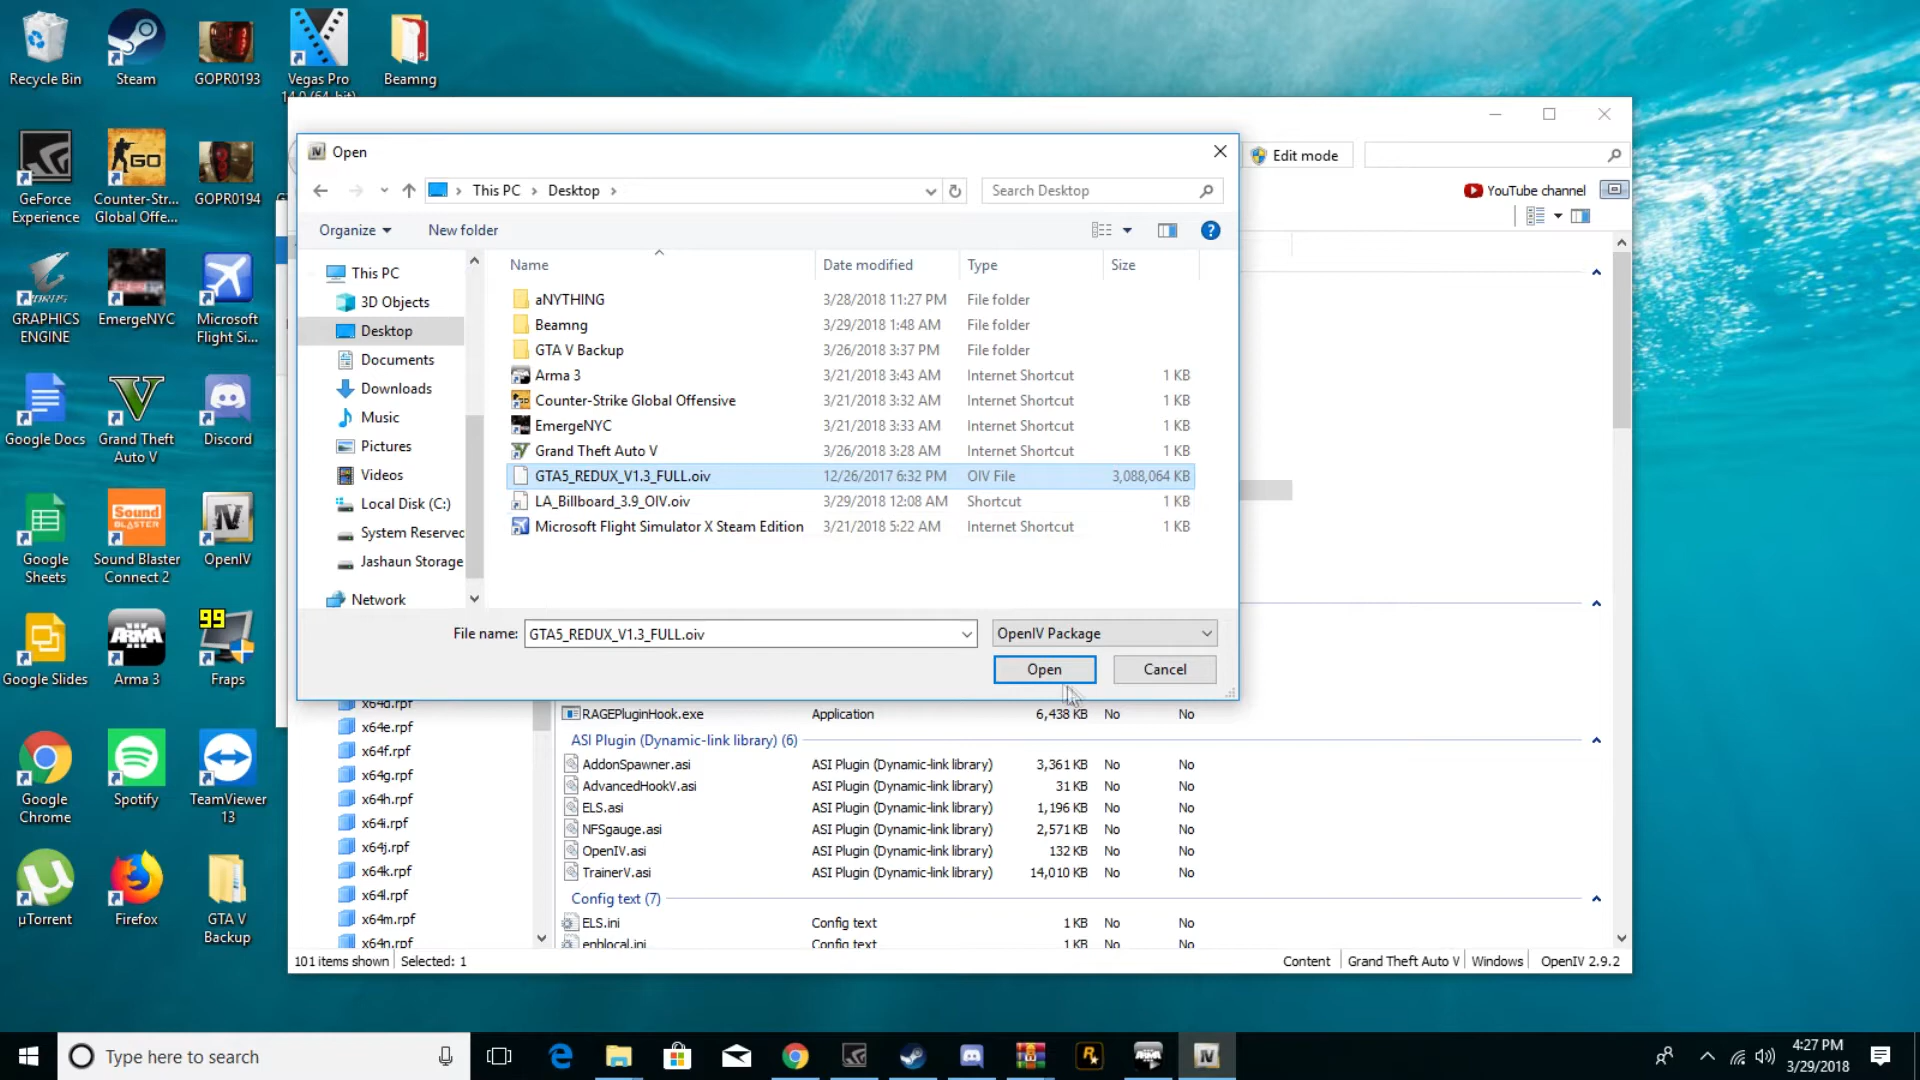 Recycle Bin
Steam
GOPR0193
Vegas Pro
14.0 (64-bit)
Beamng
GeForce
Experience
Counter-Str...
Global Offe...
GOPR0194
GRAPHICS
ENGINE
EmergeNYC
Microsoft
Flight Si...
Google Docs
Grand Theft
Auto V
Discord
Google
Sheets
Sound Blaster
Connect 2
OpenIV
Google Slides
Arma 3
Fraps
Google
Chrome
Spotify
TeamViewer
13
µTorrent
Firefox
GTA V
Backup
Open
This PC
Desktop
Search Desktop
Edit mode
YouTube channel
Organize
New folder
Name
Date modified
Type
Size
This PC
3D Objects
Desktop
Documents
Downloads
Music
Pictures
Videos
Local Disk (C:)
System Reserved
Jashaun Storage
Network
aNYTHING 3/28/2018 11:27 PM File folder
Beamng 3/29/2018 1:48 AM File folder
GTA V Backup 3/26/2018 3:37 PM File folder
Arma 3 3/21/2018 3:43 AM Internet Shortcut 1 KB
Counter-Strike Global Offensive 3/21/2018 3:32 AM Internet Shortcut 1 KB
EmergeNYC 3/21/2018 3:33 AM Internet Shortcut 1 KB
Grand Theft Auto V 3/26/2018 3:28 AM Internet Shortcut 1 KB
GTA5_REDUX_V1.3_FULL.oiv 12/26/2017 6:32 PM OIV File 3,088,064 KB
LA_Billboard_3.9_OIV.oiv 3/29/2018 12:08 AM Shortcut 1 KB
Microsoft Flight Simulator X Steam Edition 3/21/2018 5:22 AM Internet Shortcut 1 KB
File name: GTA5_REDUX_V1.3_FULL.oiv
OpenIV Package
Open
Cancel
x64d.rpf
x64e.rpf
x64f.rpf
x64g.rpf
x64h.rpf
x64i.rpf
x64j.rpf
x64k.rpf
x64l.rpf
x64m.rpf
x64n.rpf
RAGEPluginHook.exe Application 6,438 KB No No
ASI Plugin (Dynamic-link library) (6)
AddonSpawner.asi ASI Plugin (Dynamic-link library) 3,361 KB No No
AdvancedHookV.asi ASI Plugin (Dynamic-link library) 31 KB No No
ELS.asi ASI Plugin (Dynamic-link library) 1,196 KB No No
NFSgauge.asi ASI Plugin (Dynamic-link library) 2,571 KB No No
OpenIV.asi ASI Plugin (Dynamic-link library) 132 KB No No
TrainerV.asi ASI Plugin (Dynamic-link library) 14,010 KB No No
Config text (7)
ELS.ini Config text 1 KB No No
enblocal.ini Config text 1 KB No No
101 items shown
Selected: 1
Content
Grand Theft Auto V
Windows
OpenIV 2.9.2
Type here to search
4:27 PM
3/29/2018